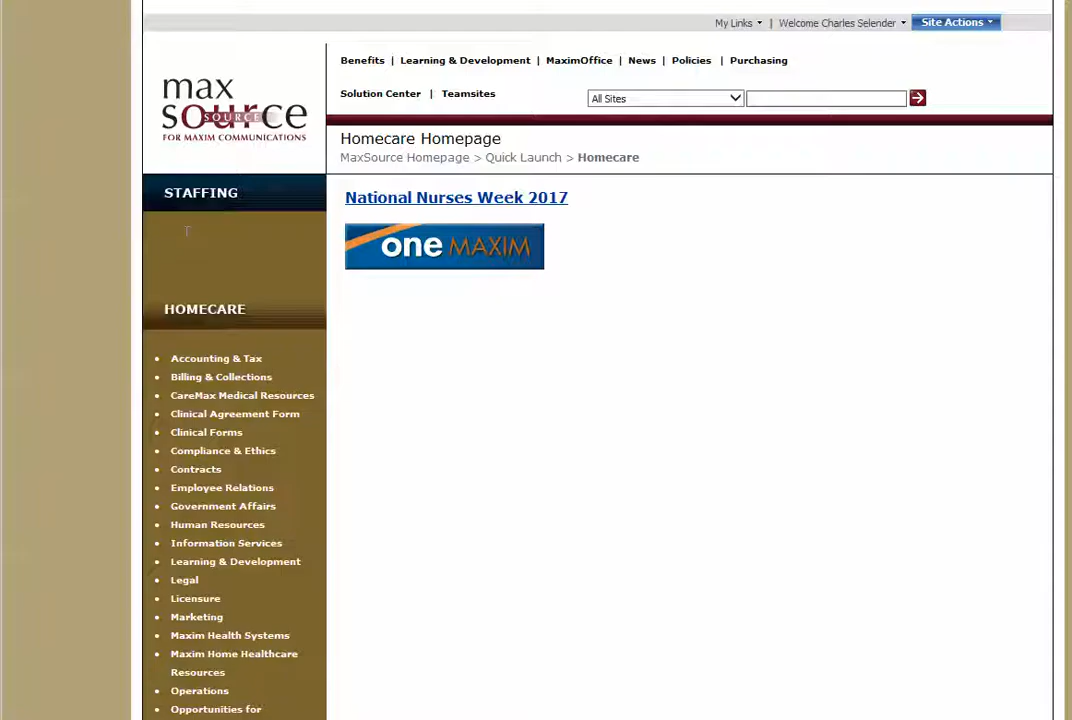 My Links | Welcome Charles Selender Site Actions
Benefits | Learning & Development | MaximOffice | News | Policies | Purchasing
Solution Center | Teamsites
All Sites
max
source
SOURCE
FOR MAXIM COMMUNICATIONS
Homecare Homepage
MaxSource Homepage > Quick Launch > Homecare
STAFFING
National Nurses Week 2017
one MAXIM
HOMECARE
• Accounting & Tax
• Billing & Collections
• CareMax Medical Resources
• Clinical Agreement Form
• Clinical Forms
• Compliance & Ethics
• Contracts
• Employee Relations
• Government Affairs
• Human Resources
• Information Services
• Learning & Development
• Legal
• Licensure
• Marketing
• Maxim Health Systems
• Maxim Home Healthcare
Resources
• Operations
• Opportunities for